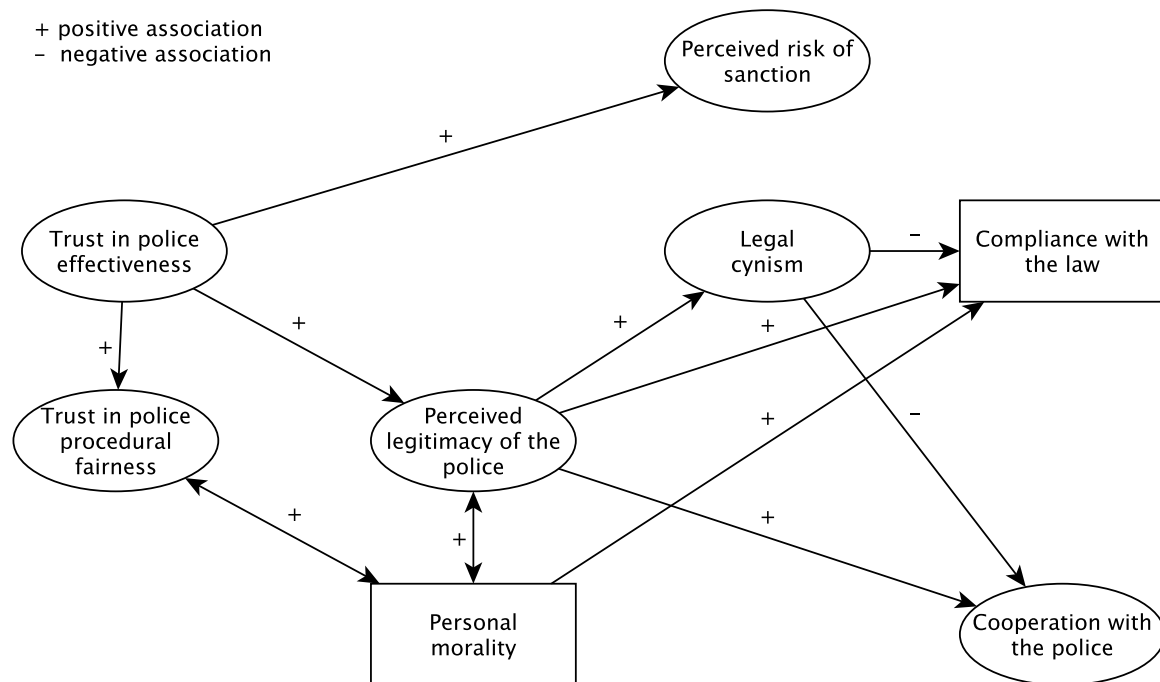 + positive association
– negative association
Perceived risk of
sanction
+
Trust in police
effectiveness
Legal
cynism
–
Compliance with
the law
+
+
+
+
Trust in police
procedural
fairness
Perceived
legitimacy of the
police
+
–
+
+
+
Personal
morality
Cooperation with
the police